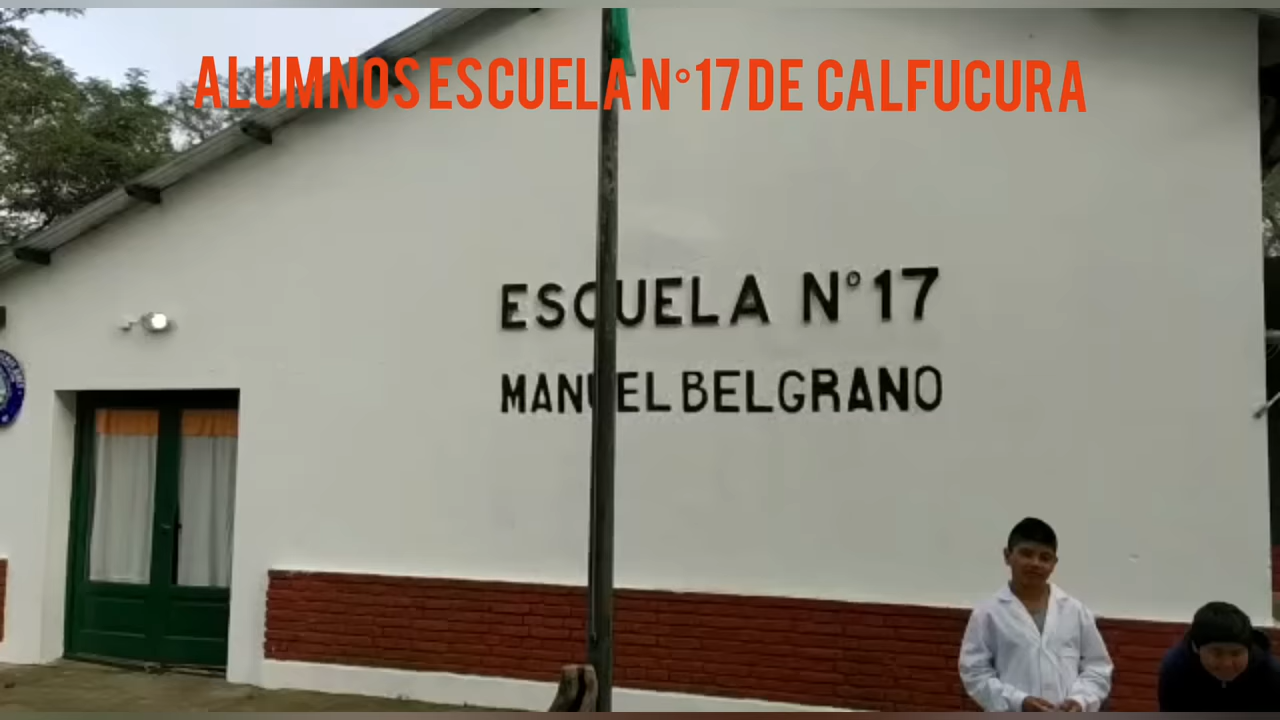 ALUMNOS ESCUELA N°17 DE CALFUCURA
ESCUELA N°17
MANUEL BELGRANO